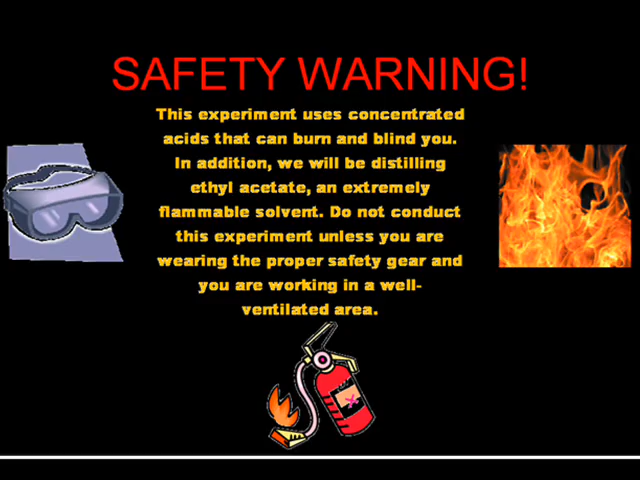 SAFETY WARNING!
This experiment uses concentrated
acids that can burn and blind you.
In addition, we will be distilling
ethyl acetate, an extremely
flammable solvent. Do not conduct
this experiment unless you are
wearing the proper safety gear and
you are working in a well-
ventilated area.